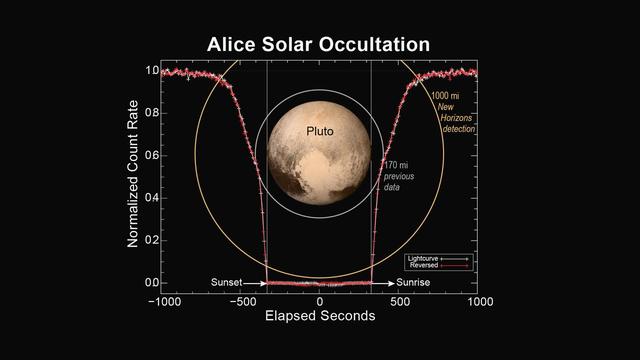 Alice Solar Occultation
Normalized Count Rate
1.0
0.8
0.6
0.4
0.2
0.0
Pluto
1000 mi
New
Horizons
detection
170 mi
previous
data
Lightcurve
Reversed
Sunset
Sunrise
−1000
−500
0
500
1000
Elapsed Seconds